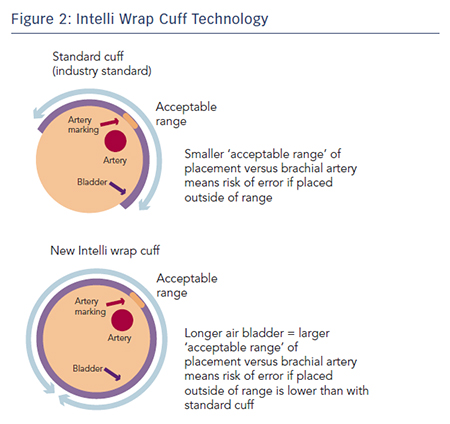 Figure 2: Intelli Wrap Cuff Technology
Standard cuff
(industry standard)
Acceptable
range
Artery
marking
Artery
Bladder
Smaller ‘acceptable range’ of
placement versus brachial artery
means risk of error if placed
outside of range
New Intelli wrap cuff
Acceptable
range
Artery
marking
Artery
Bladder
Longer air bladder = larger
‘acceptable range’ of
placement versus brachial artery
means risk of error if placed
outside of range is lower than with
standard cuff